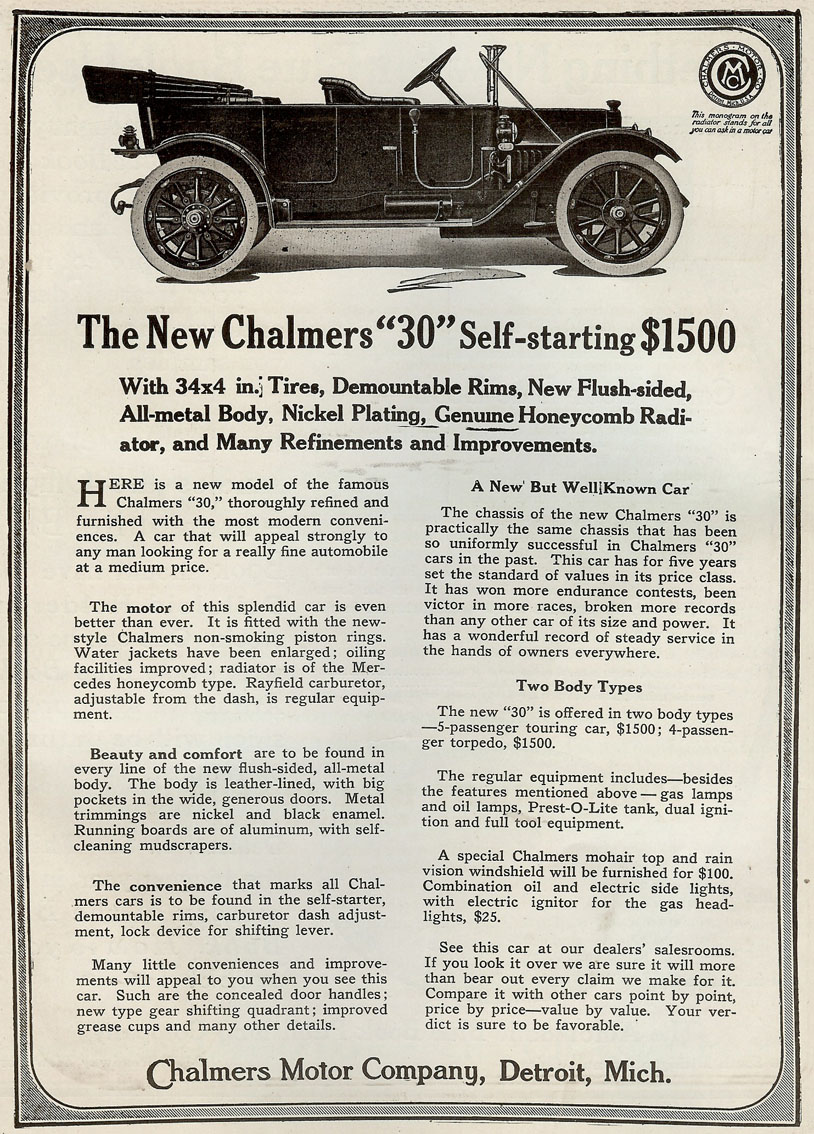 CHALMERS · MOTOR · CO
DETROIT MICH U.S.A.
This monogram on the
radiator stands for all
you can ask in a motor car
The New Chalmers “30” Self-starting $1500
With 34x4 in. Tires, Demountable Rims, New Flush-sided,
All-metal Body, Nickel Plating, Genuine Honeycomb Radi-
ator, and Many Refinements and Improvements.
HERE is a new model of the famous
Chalmers “30,” thoroughly refined and
furnished with the most modern conveni-
ences. A car that will appeal strongly to
any man looking for a really fine automobile
at a medium price.
The motor of this splendid car is even
better than ever. It is fitted with the new-
style Chalmers non-smoking piston rings.
Water jackets have been enlarged; oiling
facilities improved; radiator is of the Mer-
cedes honeycomb type. Rayfield carburetor,
adjustable from the dash, is regular equip-
ment.
Beauty and comfort are to be found in
every line of the new flush-sided, all-metal
body. The body is leather-lined, with big
pockets in the wide, generous doors. Metal
trimmings are nickel and black enamel.
Running boards are of aluminum, with self-
cleaning mudscrapers.
The convenience that marks all Chal-
mers cars is to be found in the self-starter,
demountable rims, carburetor dash adjust-
ment, lock device for shifting lever.
Many little conveniences and improve-
ments will appeal to you when you see this
car. Such are the concealed door handles;
new type gear shifting quadrant; improved
grease cups and many other details.
A New But Well Known Car
The chassis of the new Chalmers “30” is
practically the same chassis that has been
so uniformly successful in Chalmers “30”
cars in the past. This car has for five years
set the standard of values in its price class.
It has won more endurance contests, been
victor in more races, broken more records
than any other car of its size and power. It
has a wonderful record of steady service in
the hands of owners everywhere.
Two Body Types
The new “30” is offered in two body types
—5-passenger touring car, $1500; 4-passen-
ger torpedo, $1500.
The regular equipment includes—besides
the features mentioned above — gas lamps
and oil lamps, Prest-O-Lite tank, dual igni-
tion and full tool equipment.
A special Chalmers mohair top and rain
vision windshield will be furnished for $100.
Combination oil and electric side lights,
with electric ignitor for the gas head-
lights, $25.
See this car at our dealers’ salesrooms.
If you look it over we are sure it will more
than bear out every claim we make for it.
Compare it with other cars point by point,
price by price—value by value. Your ver-
dict is sure to be favorable.
Chalmers Motor Company, Detroit, Mich.